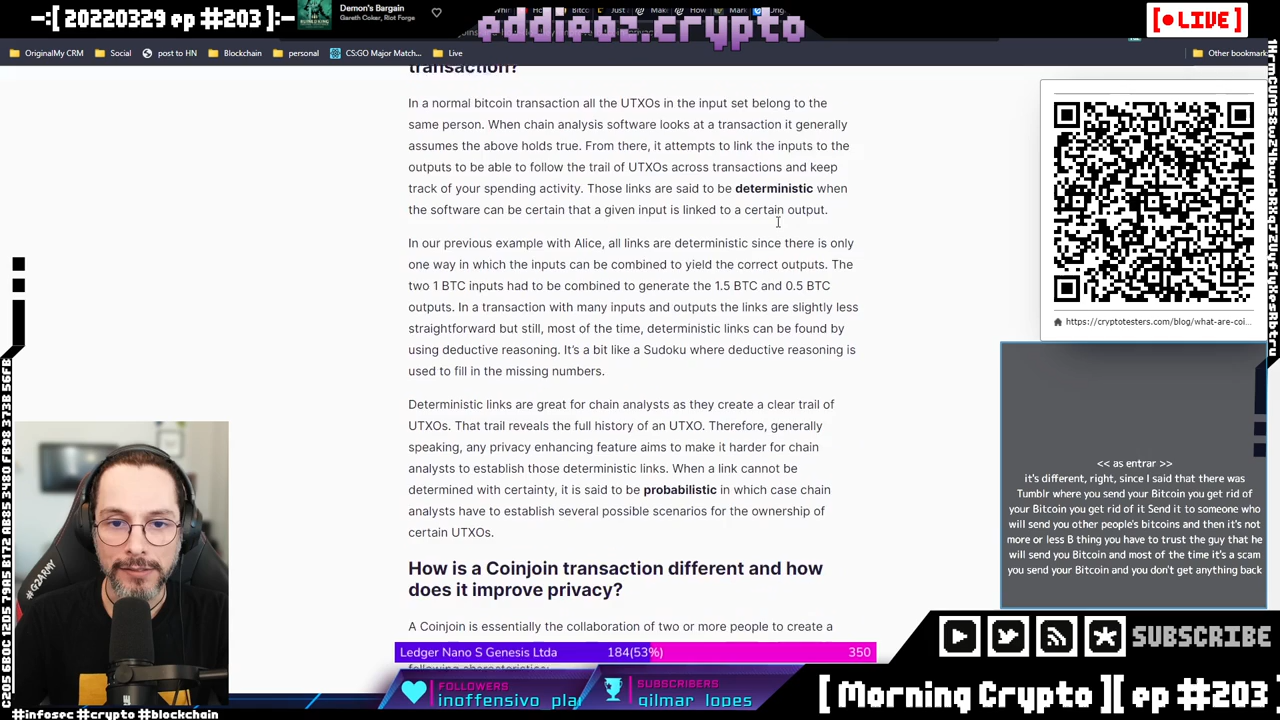 -:[ 20220329 ep #203 ]:-
Demon's Bargain
Gareth Coker, Riot Forge
eddieoz.crypto
[ ● LIVE ]
OriginalMy CRM
Social
post to HN
Blockchain
personal
CS:GO Major Match...
Live
Other bookmark
transaction?
In a normal bitcoin transaction all the UTXOs in the input set belong to the
same person. When chain analysis software looks at a transaction it generally
assumes the above holds true. From there, it attempts to link the inputs to the
outputs to be able to follow the trail of UTXOs across transactions and keep
track of your spending activity. Those links are said to be deterministic when
the software can be certain that a given input is linked to a certain output.
In our previous example with Alice, all links are deterministic since there is only
one way in which the inputs can be combined to yield the correct outputs. The
two 1 BTC inputs had to be combined to generate the 1.5 BTC and 0.5 BTC
outputs. In a transaction with many inputs and outputs the links are slightly less
straightforward but still, most of the time, deterministic links can be found by
using deductive reasoning. It's a bit like a Sudoku where deductive reasoning is
used to fill in the missing numbers.
Deterministic links are great for chain analysts as they create a clear trail of
UTXOs. That trail reveals the full history of an UTXO. Therefore, generally
speaking, any privacy enhancing feature aims to make it harder for chain
analysts to establish those deterministic links. When a link cannot be
determined with certainty, it is said to be probabilistic in which case chain
analysts have to establish several possible scenarios for the ownership of
certain UTXOs.
How is a Coinjoin transaction different and how
does it improve privacy?
A Coinjoin is essentially the collaboration of two or more people to create a
https://cryptotesters.com/blog/what-are-coi...
<< as entrar >>
it's different, right, since I said that there was
Tumblr where you send your Bitcoin you get rid of
your Bitcoin you get rid of it Send it to someone who
will send you other people's bitcoins and then it's not
more or less B thing you have to trust the guy that he
will send you Bitcoin and most of the time it's a scam
you send your Bitcoin and you don't get anything back
Ledger Nano S Genesis Ltda
184(53%)
350
FOLLOWERS
inoffensivo_pla
SUBSCRIBERS
gilmar_lopes
SUBSCRIBE
[ Morning Crypto ][ ep #203 ]
#infosec #crypto #blockchain